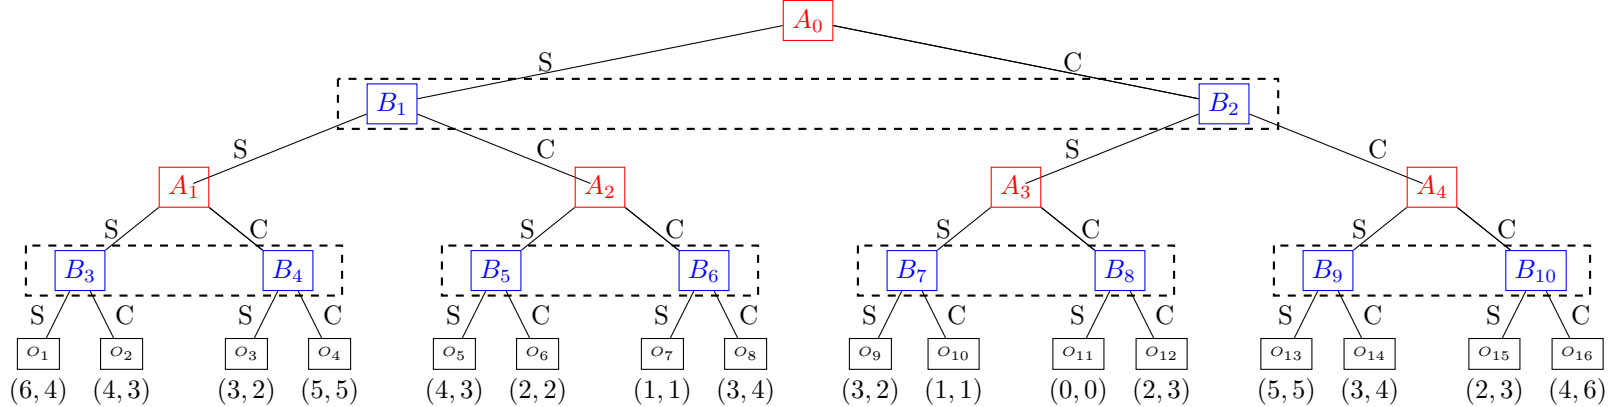 A₀
S C
B₁ B₂
S C S C
A₁ A₂ A₃ A₄
S C S C S C S C
B₃ B₄ B₅ B₆ B₇ B₈ B₉ B₁₀
S C S C S C S C S C S C S C S C
o₁ o₂ o₃ o₄ o₅ o₆ o₇ o₈ o₉ o₁₀ o₁₁ o₁₂ o₁₃ o₁₄ o₁₅ o₁₆
(6, 4) (4, 3) (3, 2) (5, 5) (4, 3) (2, 2) (1, 1) (3, 4) (3, 2) (1, 1) (0, 0) (2, 3) (5, 5) (3, 4) (2, 3) (4, 6)